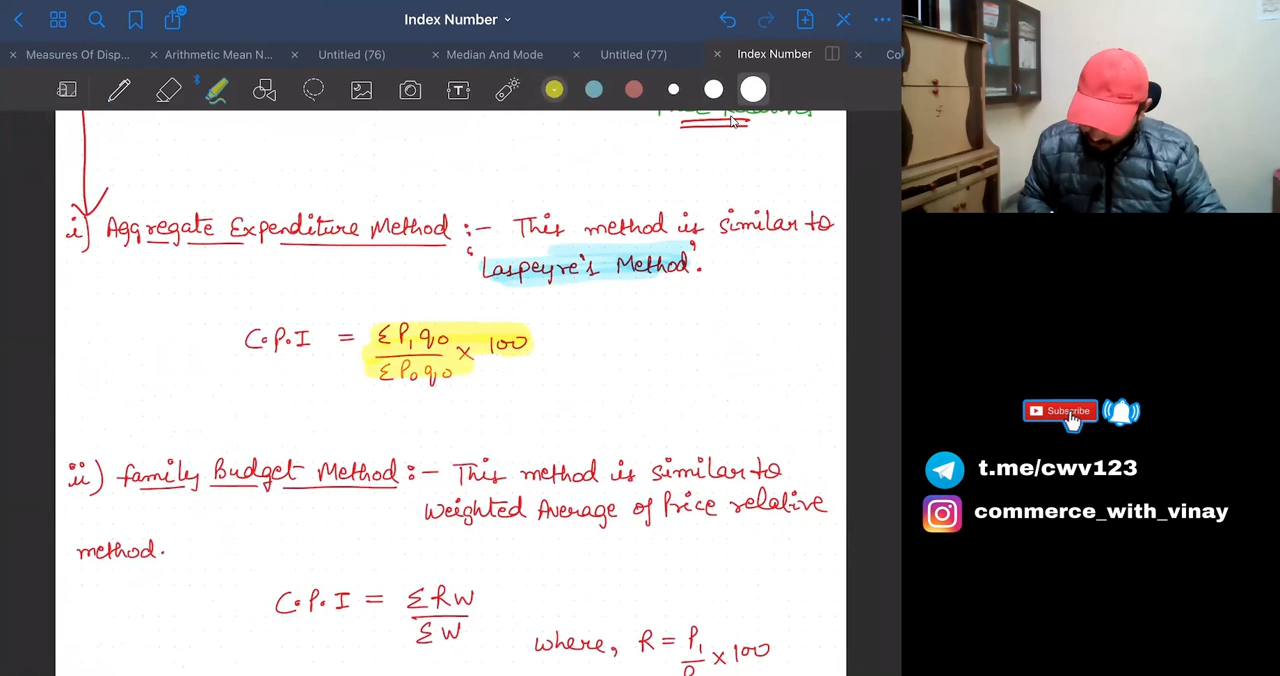 Index Number
Measures Of Disp...
Arithmetic Mean N...
Untitled (76)
Median And Mode
Untitled (77)
Index Number
Co
i) Aggregate Expenditure Method :- This method is similar to
'Laspeyre's Method'.
C.P.I = ΣP₁q₀ / ΣP₀q₀ × 100
ii) family Budget Method :- This method is similar to
Weighted Average of Price relative
method.
C.P.I = ΣRW / ΣW
where, R = P₁ / P × 100
Subscribe
t.me/cwv123
commerce_with_vinay